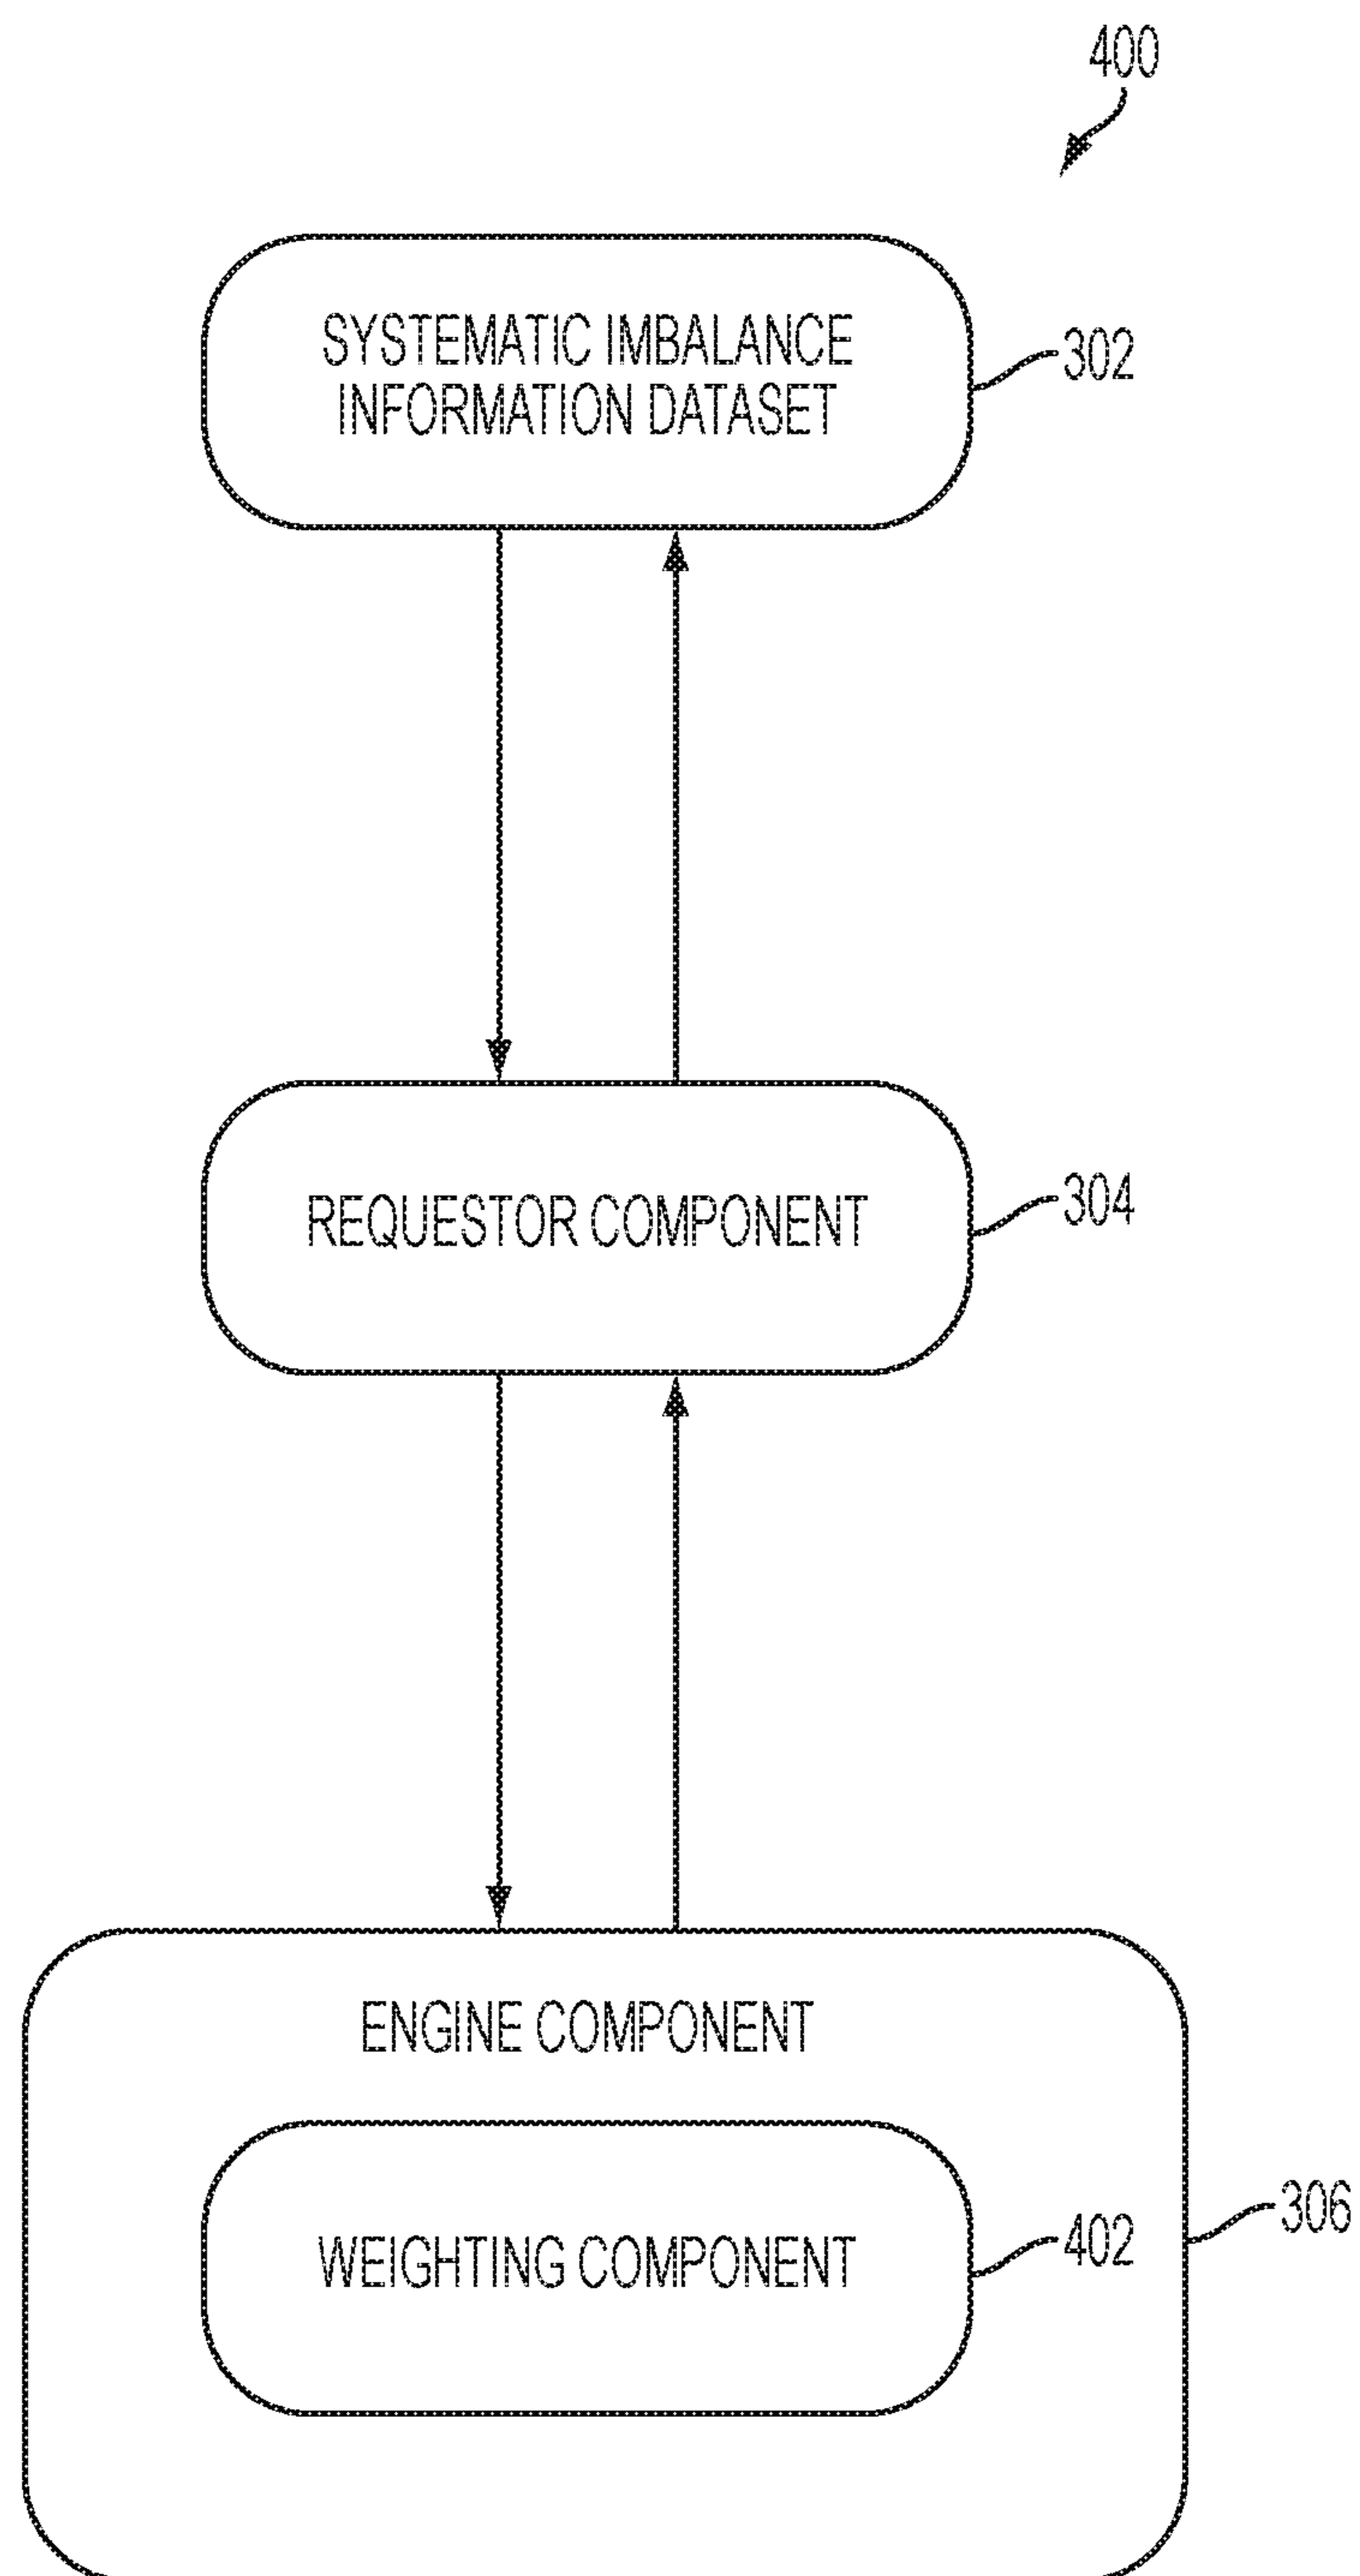 400
SYSTEMATIC IMBALANCE
INFORMATION DATASET
302
REQUESTOR COMPONENT
304
ENGINE COMPONENT
306
WEIGHTING COMPONENT
402